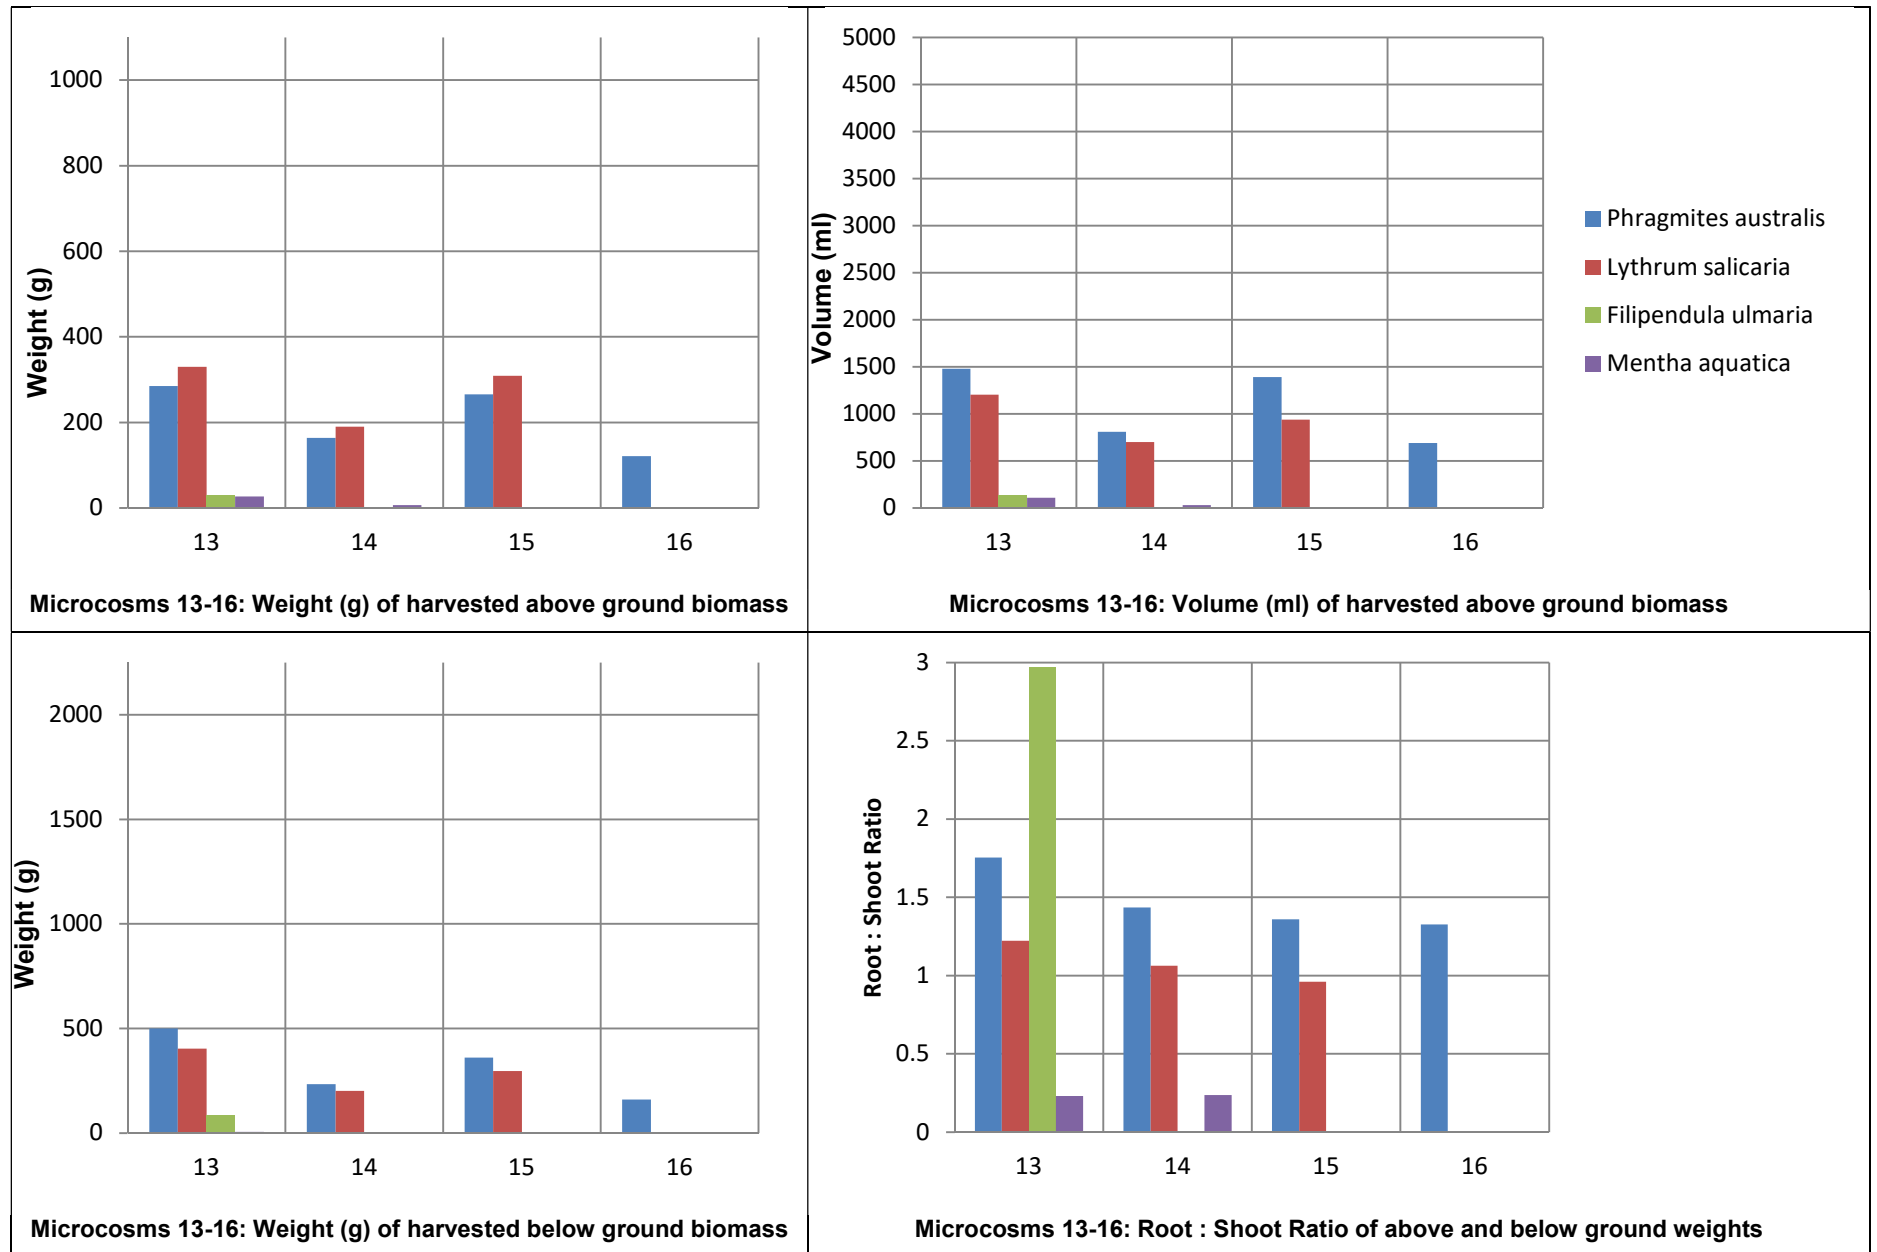 1000
800
600
400
200
0
Weight (g)
13 14 15 16
Microcosms 13-16: Weight (g) of harvested above ground biomass
5000
4500
4000
3500
3000
2500
2000
1500
1000
500
0
Volume (ml)
13 14 15 16
Phragmites australis
Lythrum salicaria
Filipendula ulmaria
Mentha aquatica
Microcosms 13-16: Volume (ml) of harvested above ground biomass
2000
1500
1000
500
0
Weight (g)
13 14 15 16
Microcosms 13-16: Weight (g) of harvested below ground biomass
3
2.5
2
1.5
1
0.5
0
Root : Shoot Ratio
13 14 15 16
Microcosms 13-16: Root : Shoot Ratio of above and below ground weights